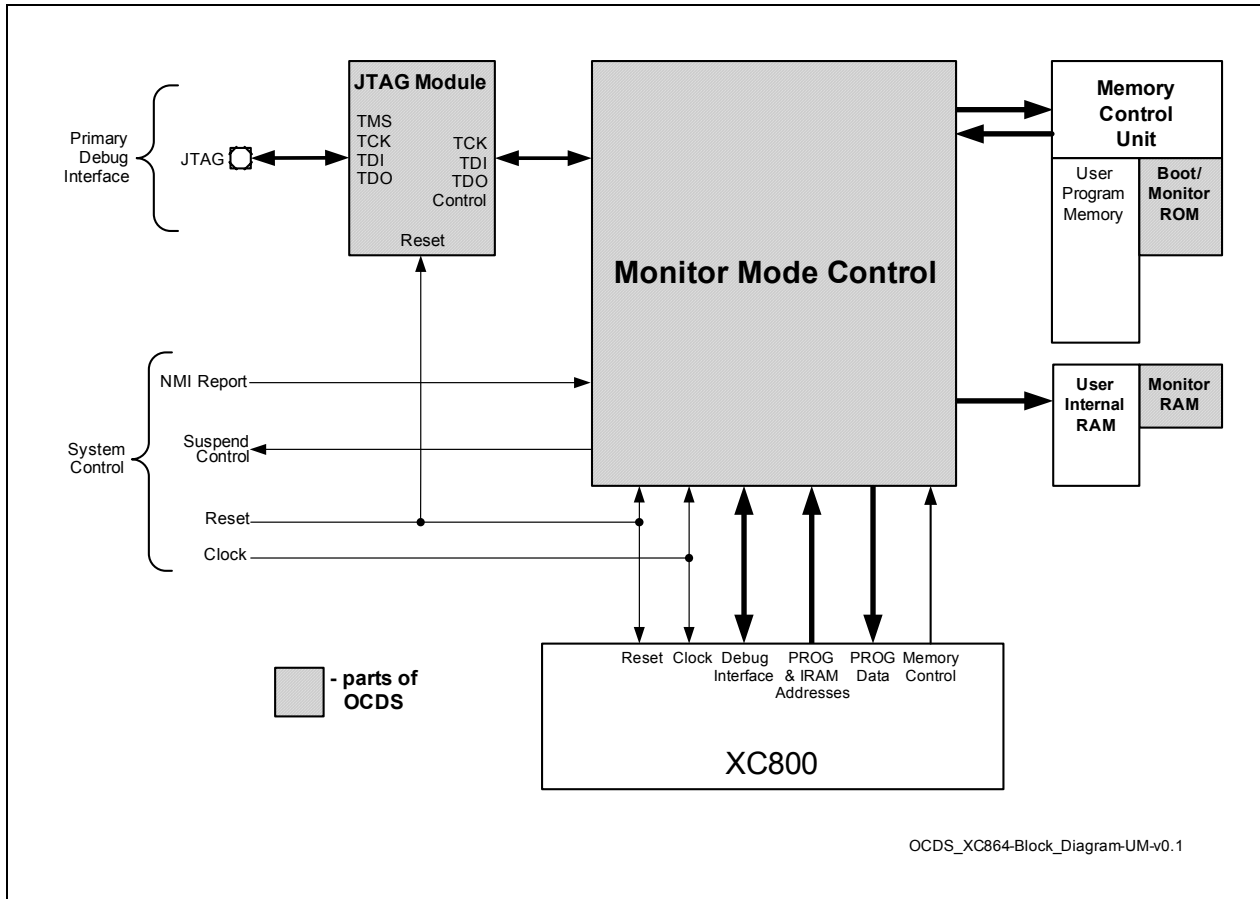 JTAG Module
TMS
TCK
TDI
TDO
TCK
TDI
TDO
Control
Reset
Primary
Debug
Interface
JTAG
Monitor Mode Control
Memory
Control
Unit
User
Program
Memory
Boot/
Monitor
ROM
User
Internal
RAM
Monitor
RAM
System
Control
NMI Report
Suspend
Control
Reset
Clock
Reset
Clock
Debug
Interface
PROG
& IRAM
Addresses
PROG
Data
Memory
Control
XC800
- parts of
OCDS
OCDS_XC864-Block_Diagram-UM-v0.1